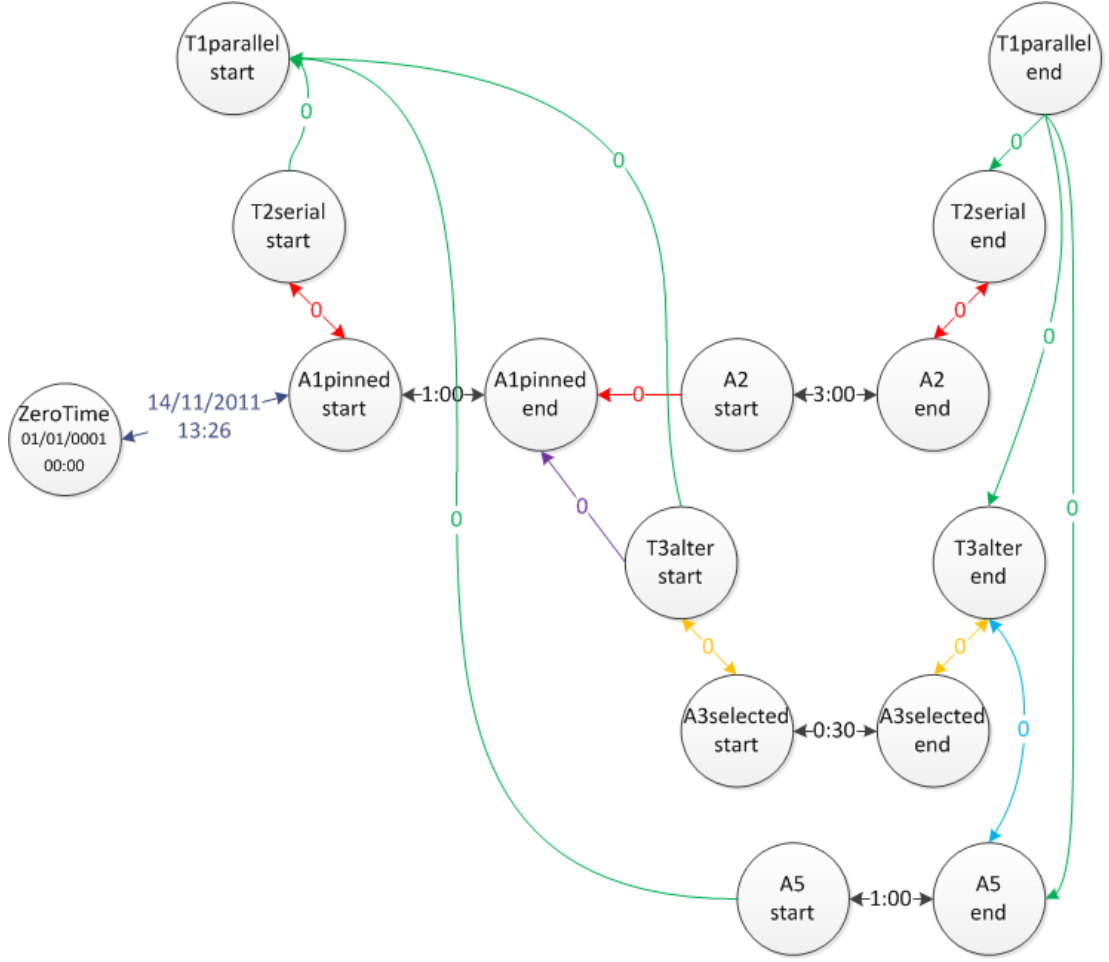 T1parallel
start
T1parallel
end
0
0
0
T2serial
start
T2serial
end
0
0
0
A1pinned
start
1:00
A1pinned
end
0
A2
start
3:00
A2
end
14/11/2011
13:26
ZeroTime
01/01/0001
00:00
0
0
0
T3alter
start
T3alter
end
0
0
A3selected
start
0:30
A3selected
end
0
A5
start
1:00
A5
end